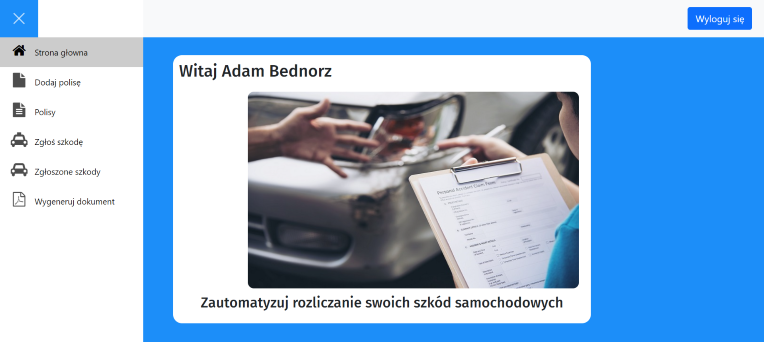 Wyloguj się
Strona główna
Dodaj polisę
Polisy
Zgłoś szkodę
Zgłoszone szkody
Wygeneruj dokument
Witaj Adam Bednorz
Personal Accident Claim Form
Zautomatyzuj rozliczanie swoich szkód samochodowych